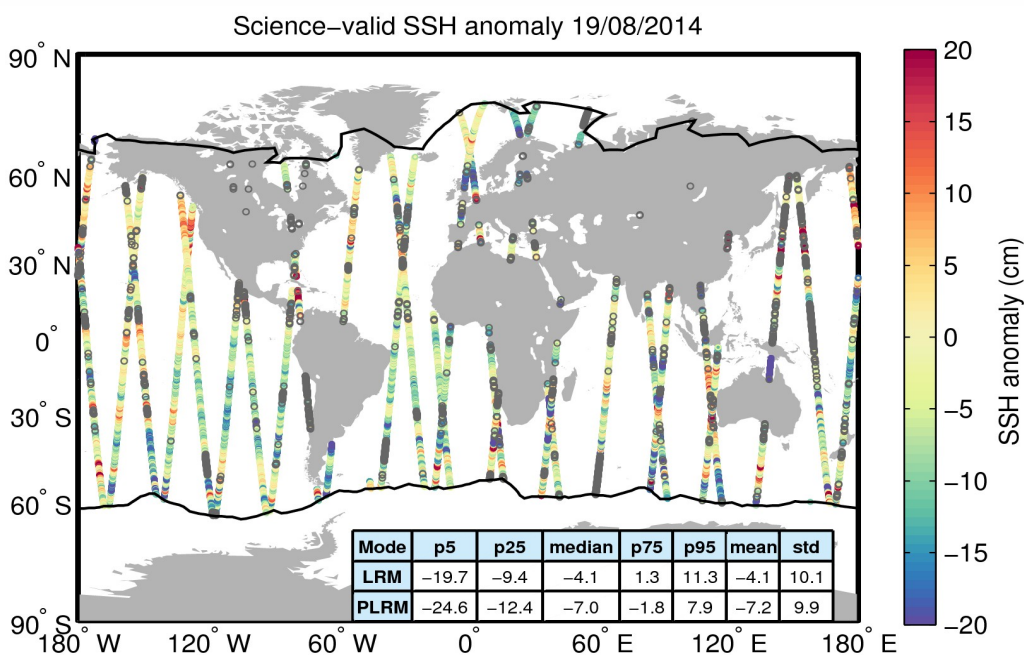 Science−valid SSH anomaly 19/08/2014
90° N
60° N
30° N
0°
30° S
60° S
90° S
180° W
120° W
60° W
0°
60° E
120° E
180° E
Mode p5 p25 median p75 p95 mean std
LRM −19.7 −9.4 −4.1 1.3 11.3 −4.1 10.1
PLRM −24.6 −12.4 −7.0 −1.8 7.9 −7.2 9.9
20
15
10
5
0
−5
−10
−15
−20
SSH anomaly (cm)